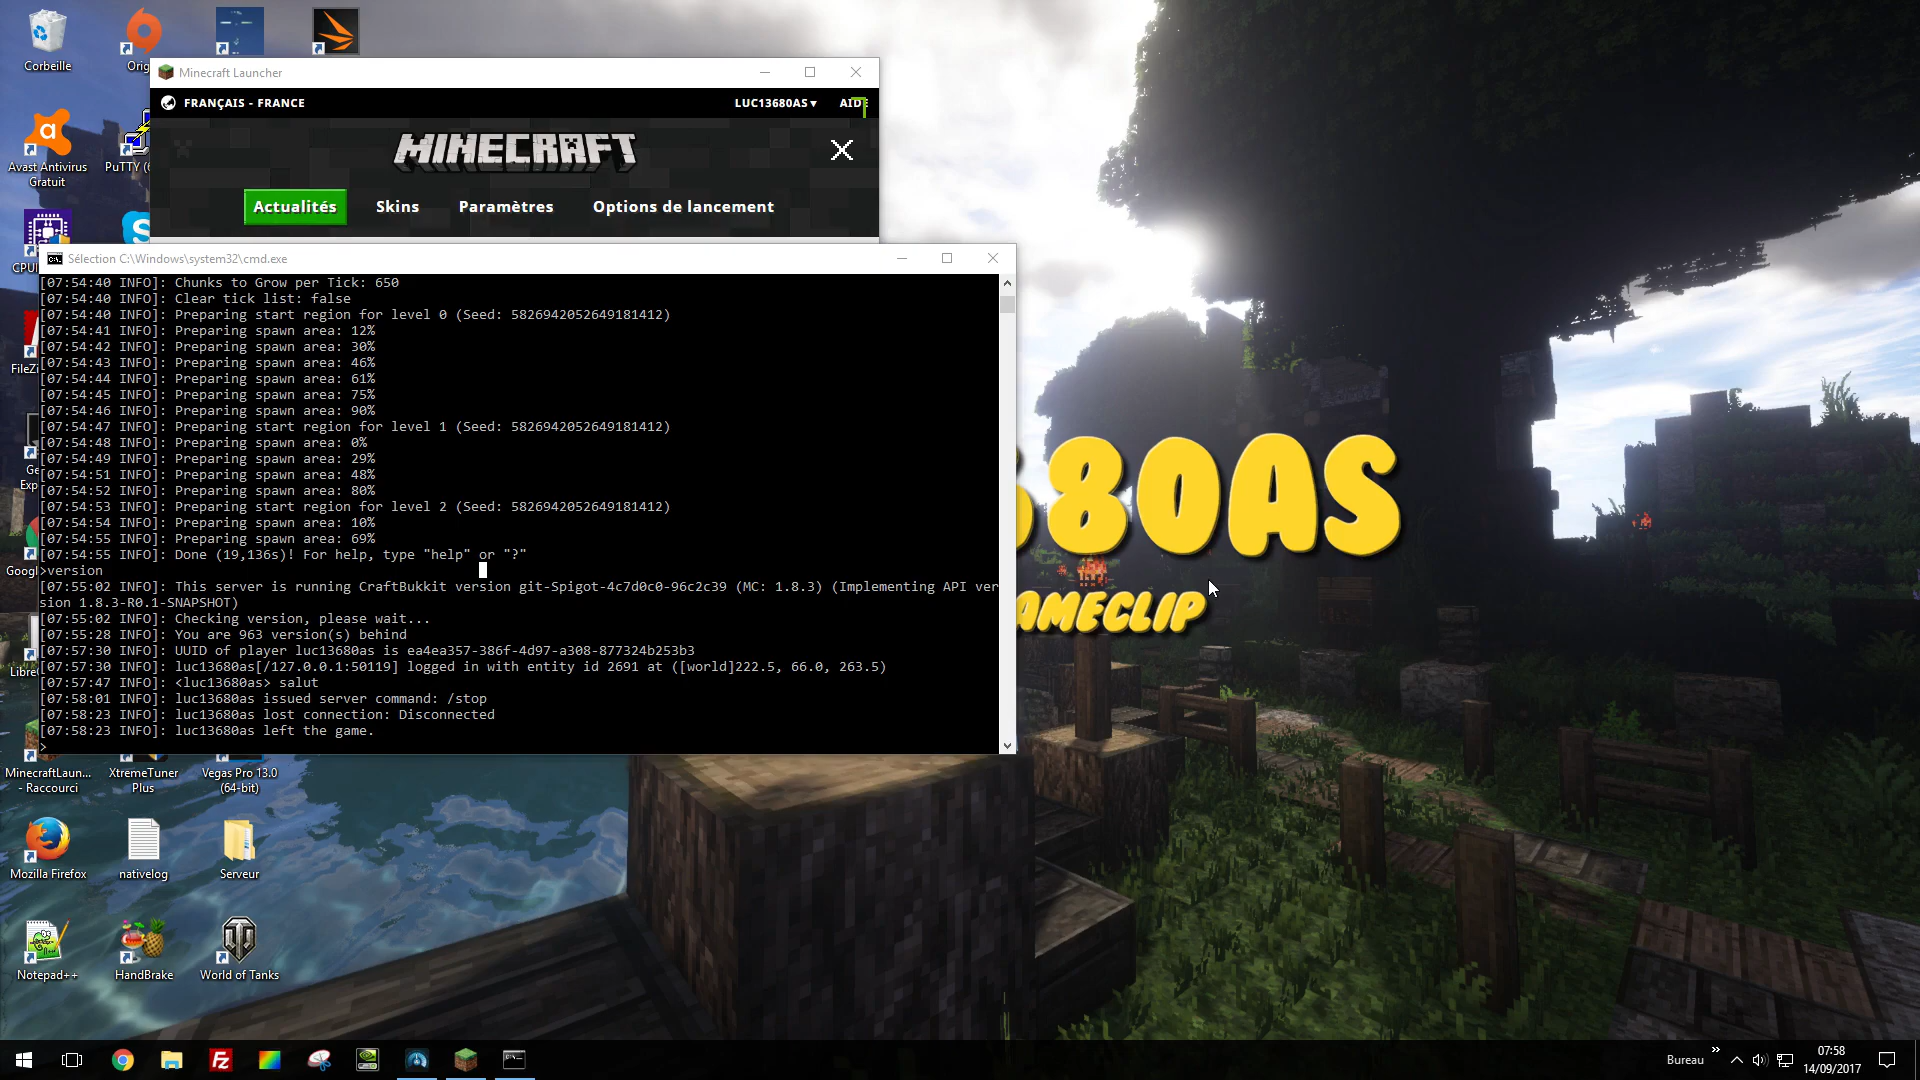 Corbeille
Orig
Minecraft Launcher
FRANÇAIS - FRANCE
LUC13680AS▾
AIDE
MINECRAFT
Actualités
Skins
Paramètres
Options de lancement
Avast Antivirus
Gratuit
PuTTY (6
CPUI
FileZi
Ge
Exp
Googl
Libre
Sélection C:\Windows\system32\cmd.exe
[07:54:40 INFO]: Chunks to Grow per Tick: 650
[07:54:40 INFO]: Clear tick list: false
[07:54:40 INFO]: Preparing start region for level 0 (Seed: 5826942052649181412)
[07:54:41 INFO]: Preparing spawn area: 12%
[07:54:42 INFO]: Preparing spawn area: 30%
[07:54:43 INFO]: Preparing spawn area: 46%
[07:54:44 INFO]: Preparing spawn area: 61%
[07:54:45 INFO]: Preparing spawn area: 75%
[07:54:46 INFO]: Preparing spawn area: 90%
[07:54:47 INFO]: Preparing start region for level 1 (Seed: 5826942052649181412)
[07:54:48 INFO]: Preparing spawn area: 0%
[07:54:49 INFO]: Preparing spawn area: 29%
[07:54:51 INFO]: Preparing spawn area: 48%
[07:54:52 INFO]: Preparing spawn area: 80%
[07:54:53 INFO]: Preparing start region for level 2 (Seed: 5826942052649181412)
[07:54:54 INFO]: Preparing spawn area: 10%
[07:54:55 INFO]: Preparing spawn area: 69%
[07:54:55 INFO]: Done (19,136s)! For help, type "help" or "?"
>version
[07:55:02 INFO]: This server is running CraftBukkit version git-Spigot-4c7d0c0-96c2c39 (MC: 1.8.3) (Implementing API ver
sion 1.8.3-R0.1-SNAPSHOT)
[07:55:02 INFO]: Checking version, please wait...
[07:55:28 INFO]: You are 963 version(s) behind
[07:57:30 INFO]: UUID of player luc13680as is ea4ea357-386f-4d97-a308-877324b253b3
[07:57:30 INFO]: luc13680as[/127.0.0.1:50119] logged in with entity id 2691 at ([world]222.5, 66.0, 263.5)
[07:57:47 INFO]: <luc13680as> salut
[07:58:01 INFO]: luc13680as issued server command: /stop
[07:58:23 INFO]: luc13680as lost connection: Disconnected
[07:58:23 INFO]: luc13680as left the game.
>
680AS
GAMECLIP
MinecraftLaun...
- Raccourci
XtremeTuner
Plus
Vegas Pro 13.0
(64-bit)
Mozilla Firefox
nativelog
Serveur
Notepad++
HandBrake
World of Tanks
Bureau
»
07:58
14/09/2017